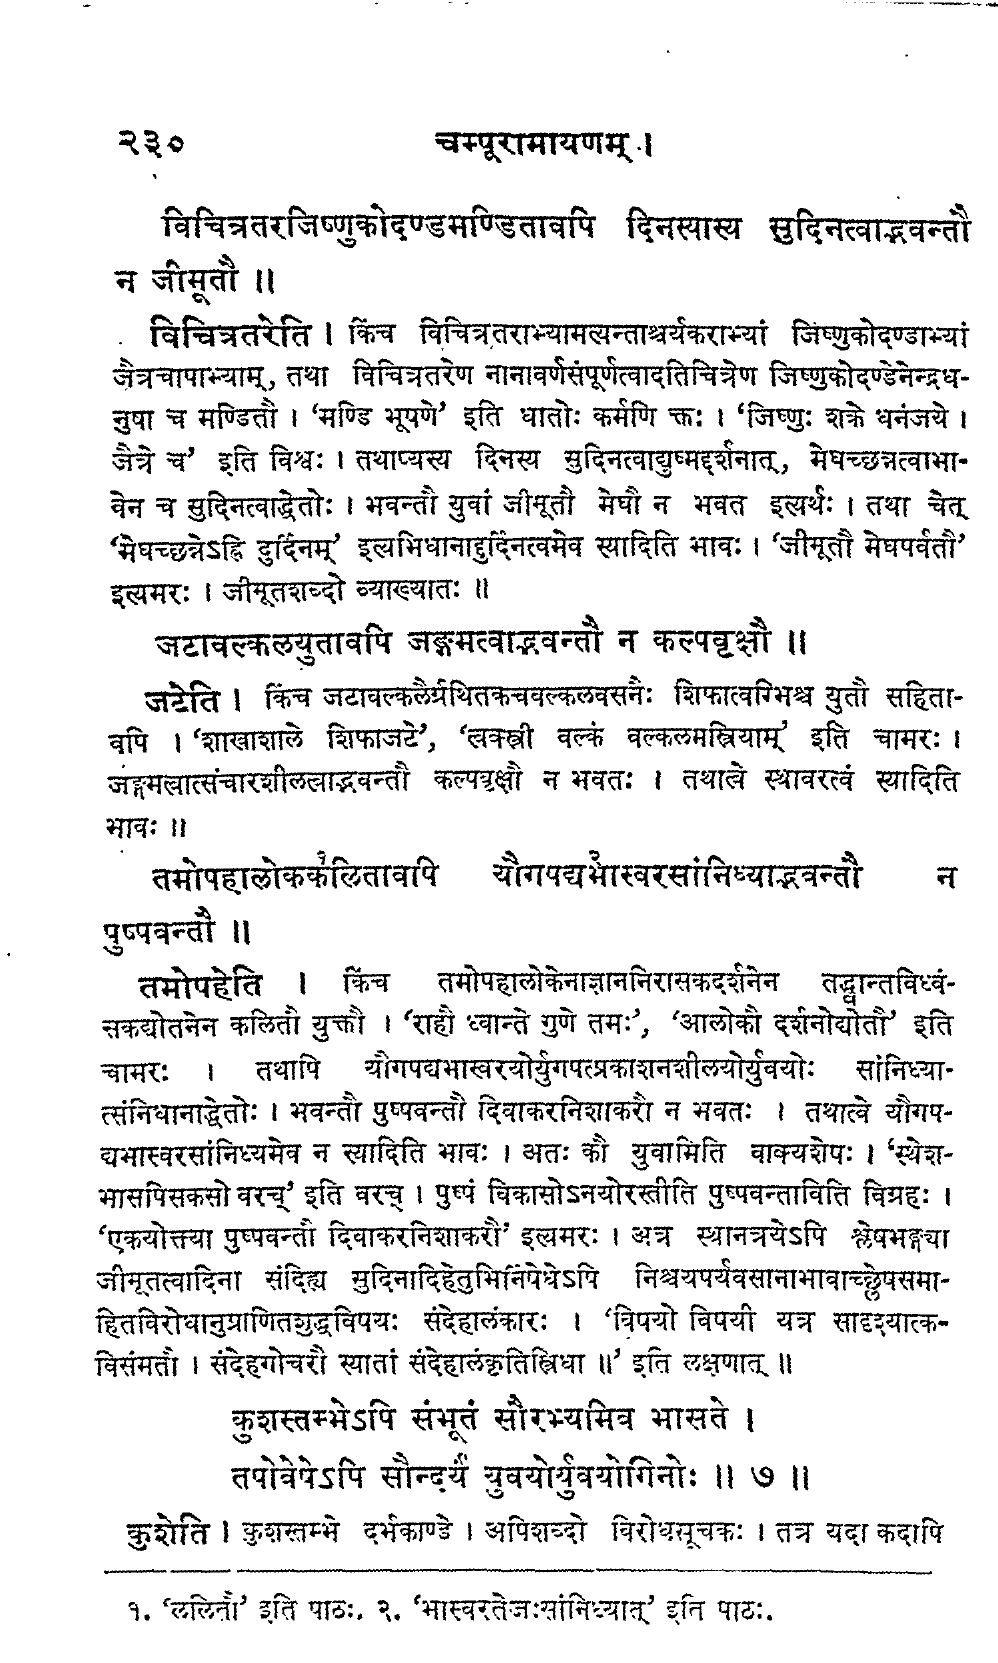 २३० चम्पूरामायणम् ।
विचित्रतरजिष्णुकोदण्डमण्डितावपि दिनस्यास्य सुदिनत्वाद्भवन्तौ
न जीमूतौ ॥
विचित्रतरेति । किंच विचित्रतराभ्यामत्यन्ताश्चर्यकराभ्यां जिष्णुकोदण्डाभ्यां
जैत्रचापाभ्याम्, तथा विचित्रतरेण नानावर्णसंपूर्णत्वादतिचित्रेण जिष्णुकोदण्डेनेन्द्रध-
नुषा च मण्डितौ । ‘मण्डि भूषणे’ इति धातोः कर्मणि क्तः । ‘जिष्णुः शक्रे धनंजये ।
जैत्रे च’ इति विश्वः । तथाप्यस्य दिनस्य सुदिनत्वाद्युष्मद्दर्शनात्, मेघच्छन्नत्वाभा-
वेन च सुदिनत्वाद्धेतोः । भवन्तौ युवां जीमूतौ मेघौ न भवत इत्यर्थः । तथा चेत्
‘मेघच्छन्नेऽह्नि दुर्दिनम्’ इत्यभिधानाद्दुर्दिनत्वमेव स्यादिति भावः । ‘जीमूतौ मेघपर्वतौ’
इत्यमरः । जीमूतशब्दो व्याख्यातः ॥
जटावल्कलयुतावपि जङ्गमत्वाद्भवन्तौ न कल्पवृक्षौ ॥
जटेति । किंच जटावल्कलैर्ग्रथितकचवल्कलवसनैः शिफात्वग्भिश्च युतौ सहिता-
वपि । ‘शाखाशाले शिफाजटे’, ‘त्वक्स्त्री वल्कं वल्कलमस्त्रियाम्’ इति चामरः ।
जङ्गमत्वात्संचारशीलत्वाद्भवन्तौ कल्पवृक्षौ न भवतः । तथात्वे स्थावरत्वं स्यादिति
भावः ॥
तमोपहालोककलितावपि यौगपद्यभास्वरसांनिध्याद्भवन्तौ न
पुष्पवन्तौ ॥
तमोपहेति । किंच तमोपहालोकेनाज्ञाननिरासकदर्शनेन तद्ध्वान्तविध्वं-
सकद्योतनेन कलितौ युक्तौ । ‘राहौ ध्वान्ते गुणे तमः’, ‘आलोकौ दर्शनोद्योतौ’ इति
चामरः । तथापि यौगपद्यभास्वरयोर्युगपत्प्रकाशनशीलयोर्युवयोः सांनिध्या-
त्संनिधानाद्धेतोः । भवन्तौ पुष्पवन्तौ दिवाकरनिशाकरौ न भवतः । तथात्वे यौगप-
द्यभास्वरसांनिध्यमेव न स्यादिति भावः । अतः कौ युवामिति वाक्यशेषः । ‘स्थेश-
भासपिसकसो वरच्’ इति वरच् । पुष्पं विकासोऽनयोरस्तीति पुष्पवन्ताविति विग्रहः ।
‘एकयोक्त्या पुष्पवन्तौ दिवाकरनिशाकरौ’ इत्यमरः । अत्र स्थानत्रयेऽपि श्लेषभङ्ग्या
जीमूतत्वादिना संदिह्य सुदिनादिहेतुभिर्निषेधेऽपि निश्चयपर्यवसानाभावाच्छ्लेषसमा-
हितविरोधानुप्राणितशुद्धविषयः संदेहालंकारः । ‘विषयो विषयी यत्र सादृश्यात्क-
विसंमतौ । संदेहगोचरौ स्यातां संदेहालंकृतिस्त्रिधा ॥’ इति लक्षणात् ॥
कुशस्तम्भेऽपि संभूतं सौरभ्यमिव भासते ।
तपोवेषेऽपि सौन्दर्यं युवयोर्युवयोगिनोः ॥ ७ ॥
कुशेति । कुशस्तम्भे दर्भकाण्डे । अपिशब्दो विरोधसूचकः । तत्र यदा कदापि
१. ‘ललितौ’ इति पाठः. २. ‘भास्वरतेजःसांनिध्यात्’ इति पाठः.